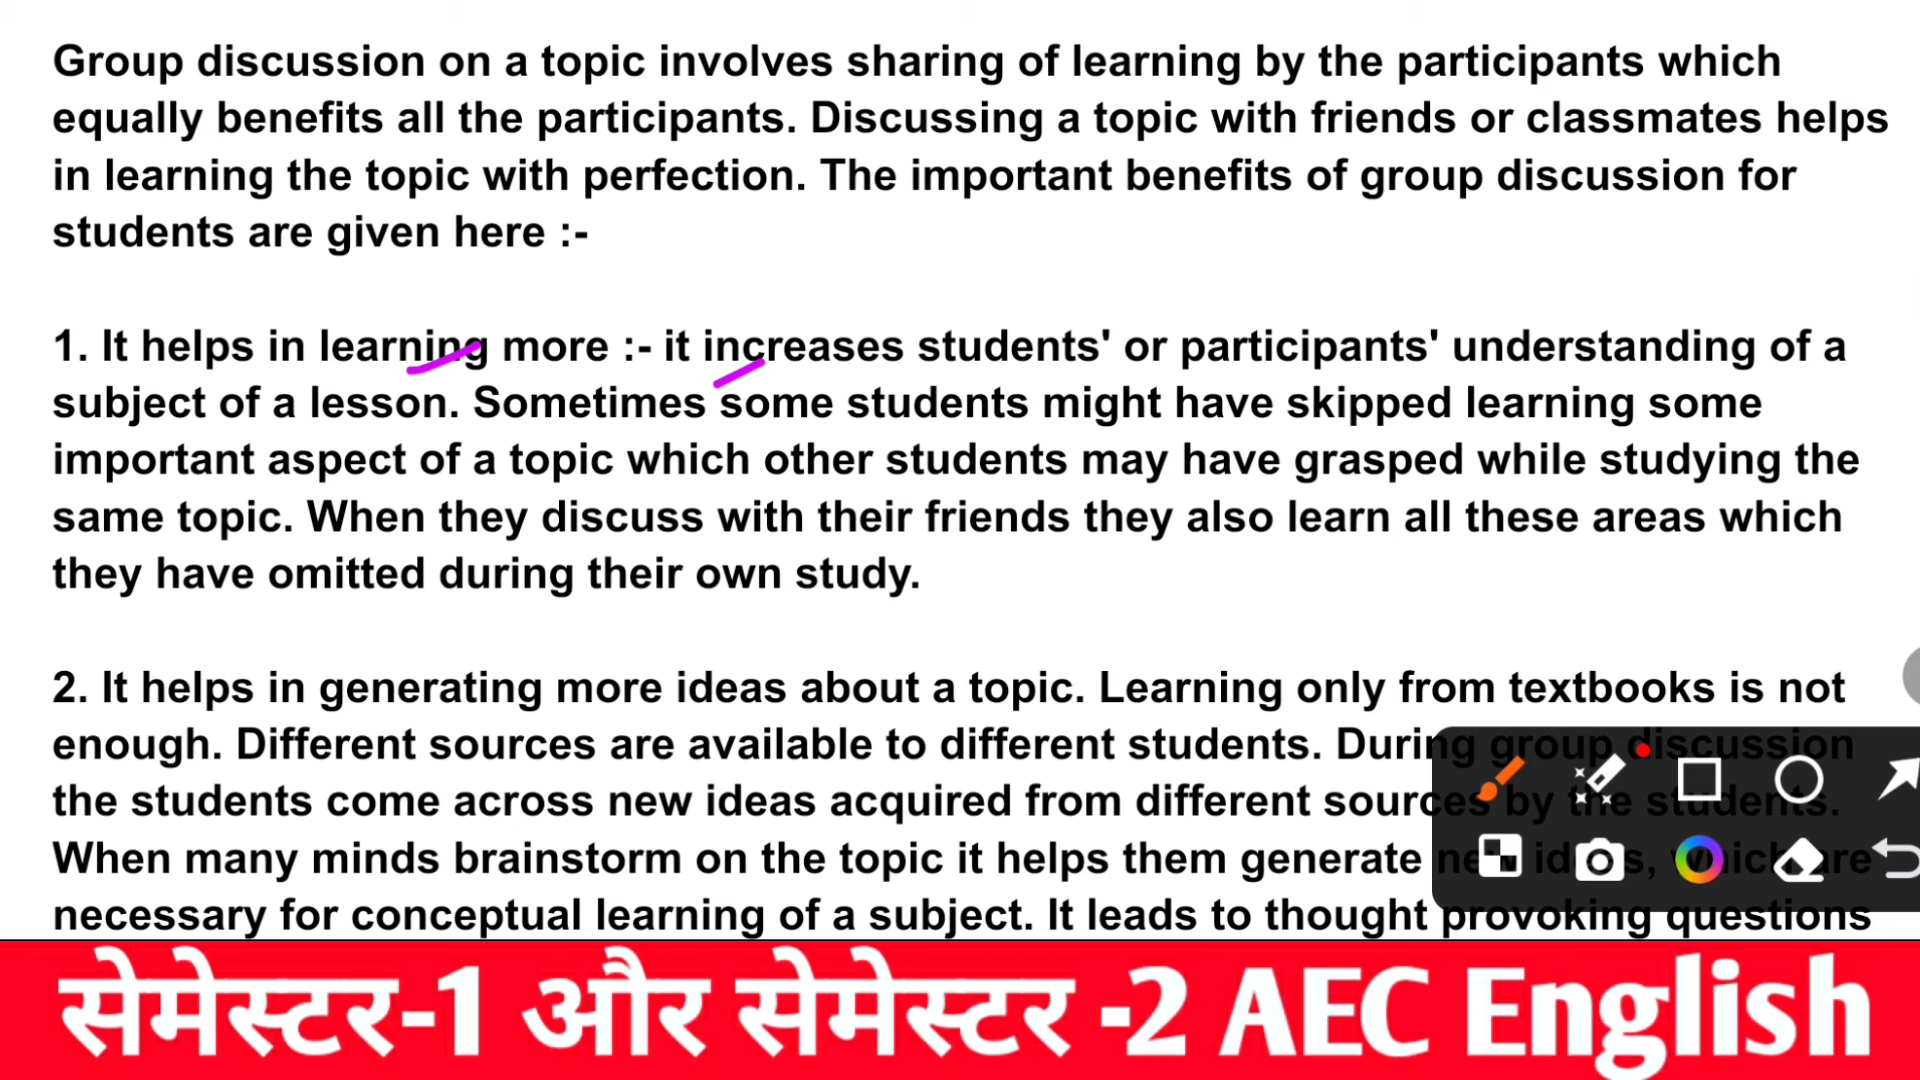 Group discussion on a topic involves sharing of learning by the participants which
equally benefits all the participants. Discussing a topic with friends or classmates helps
in learning the topic with perfection. The important benefits of group discussion for
students are given here :-
1. It helps in learning more :- it increases students' or participants' understanding of a
subject of a lesson. Sometimes some students might have skipped learning some
important aspect of a topic which other students may have grasped while studying the
same topic. When they discuss with their friends they also learn all these areas which
they have omitted during their own study.
2. It helps in generating more ideas about a topic. Learning only from textbooks is not
enough. Different sources are available to different students. During group discussion
the students come across new ideas acquired from different sources by the students.
When many minds brainstorm on the topic it helps them generate new ideas, which are
necessary for conceptual learning of a subject. It leads to thought provoking questions
सेमेस्टर-1 और सेमेस्टर -2 AEC English